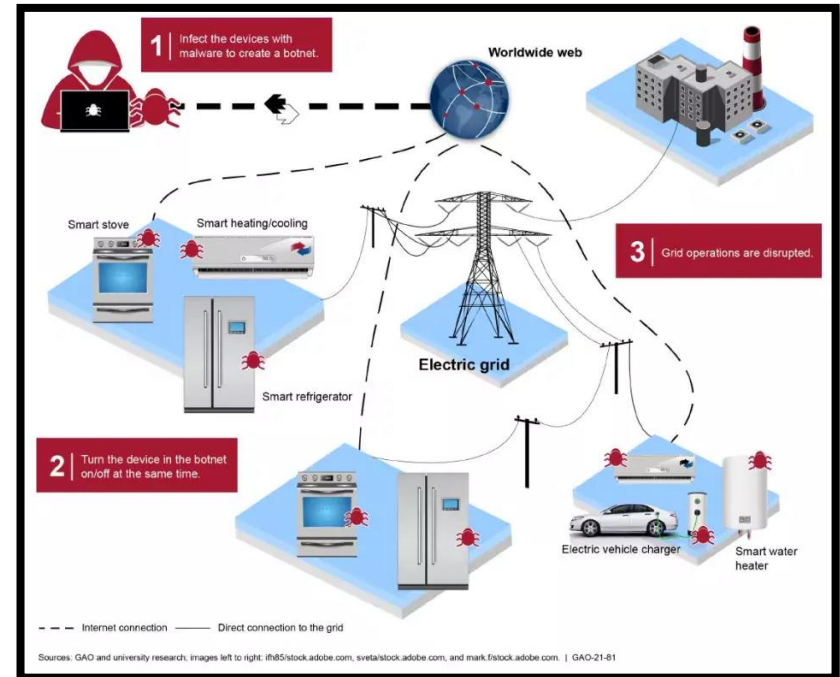 1 Infect the devices with
malware to create a botnet.
Worldwide web
Smart stove
Smart heating/cooling
3 Grid operations are disrupted.
Electric grid
Smart refrigerator
2 Turn the device in the botnet
on/off at the same time.
Electric vehicle charger
Smart water
heater
Internet connection
Direct connection to the grid
Sources: GAO and university research; images left to right: ifh85/stock.adobe.com, sveta/stock.adobe.com, and mark.f/stock.adobe.com. | GAO-21-81